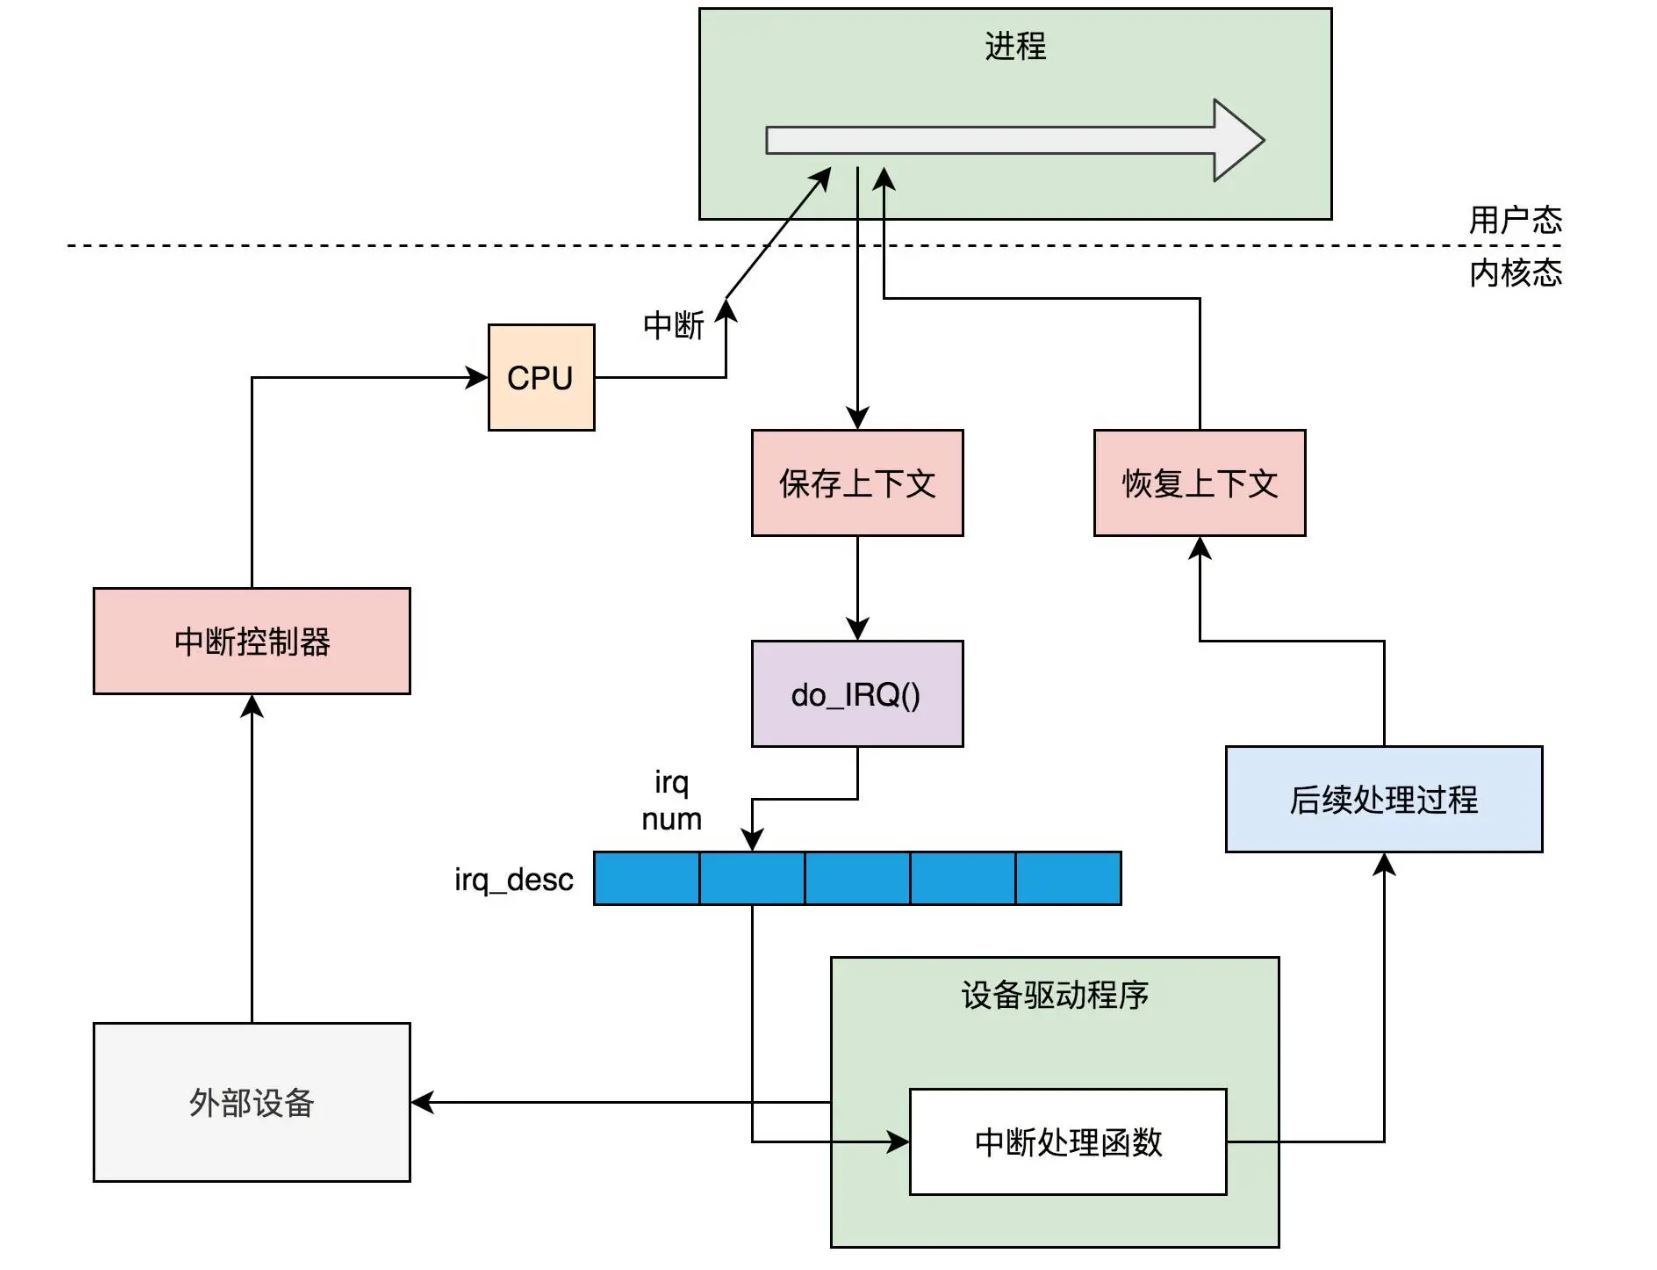 进程
用户态
内核态
中断
CPU
保存上下文
恢复上下文
中断控制器
do_IRQ()
irq
num
后续处理过程
irq_desc
设备驱动程序
外部设备
中断处理函数